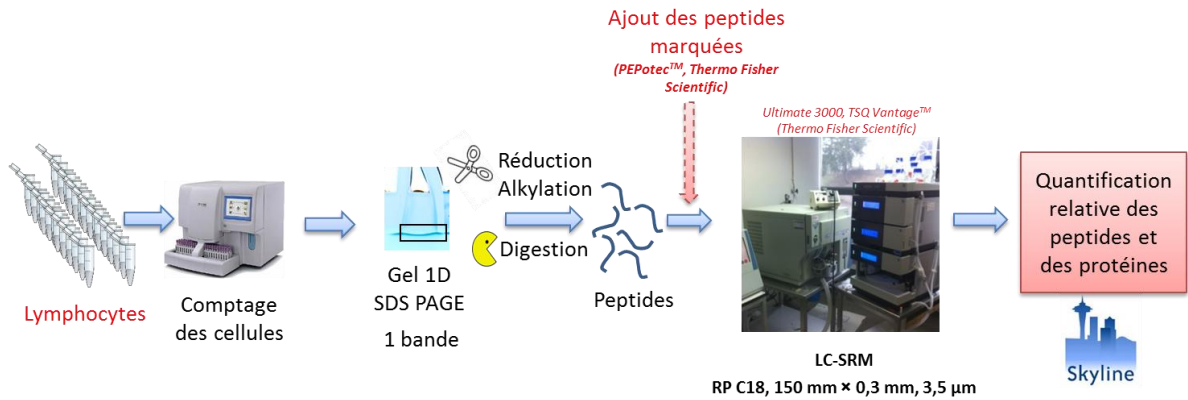 Ajout des peptides
marquées
(PEPotec™, Thermo Fisher
Scientific)
Ultimate 3000, TSQ Vantage™
(Thermo Fisher Scientific)
Réduction
Alkylation
Digestion
Lymphocytes
Comptage
des cellules
Gel 1D
SDS PAGE
1 bande
Peptides
LC-SRM
RP C18, 150 mm × 0,3 mm, 3,5 µm
Quantification
relative des
peptides et
des protéines
Skyline